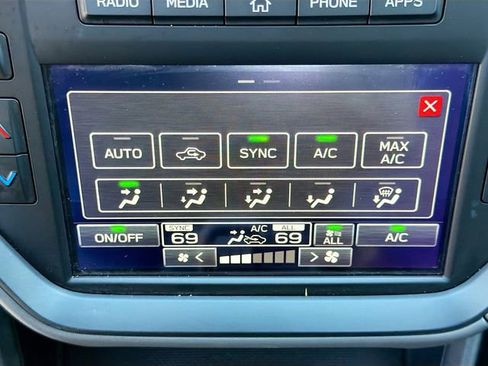 RADIO MEDIA PHONE APPS
AUTO SYNC A/C MAX A/C
ON/OFF SYNC 69 A/C ALL 69 ALL A/C
< >